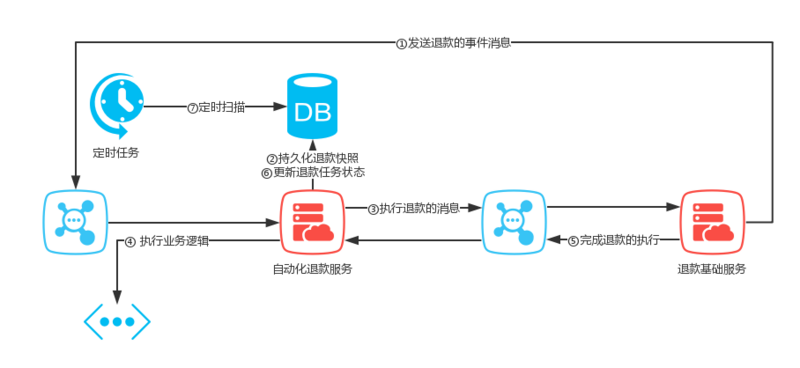 ①发送退款的事件消息
⑦定时扫描
DB
定时任务
②持久化退款快照
⑥更新退款任务状态
③执行退款的消息
④ 执行业务逻辑
⑤完成退款的执行
自动化退款服务
退款基础服务